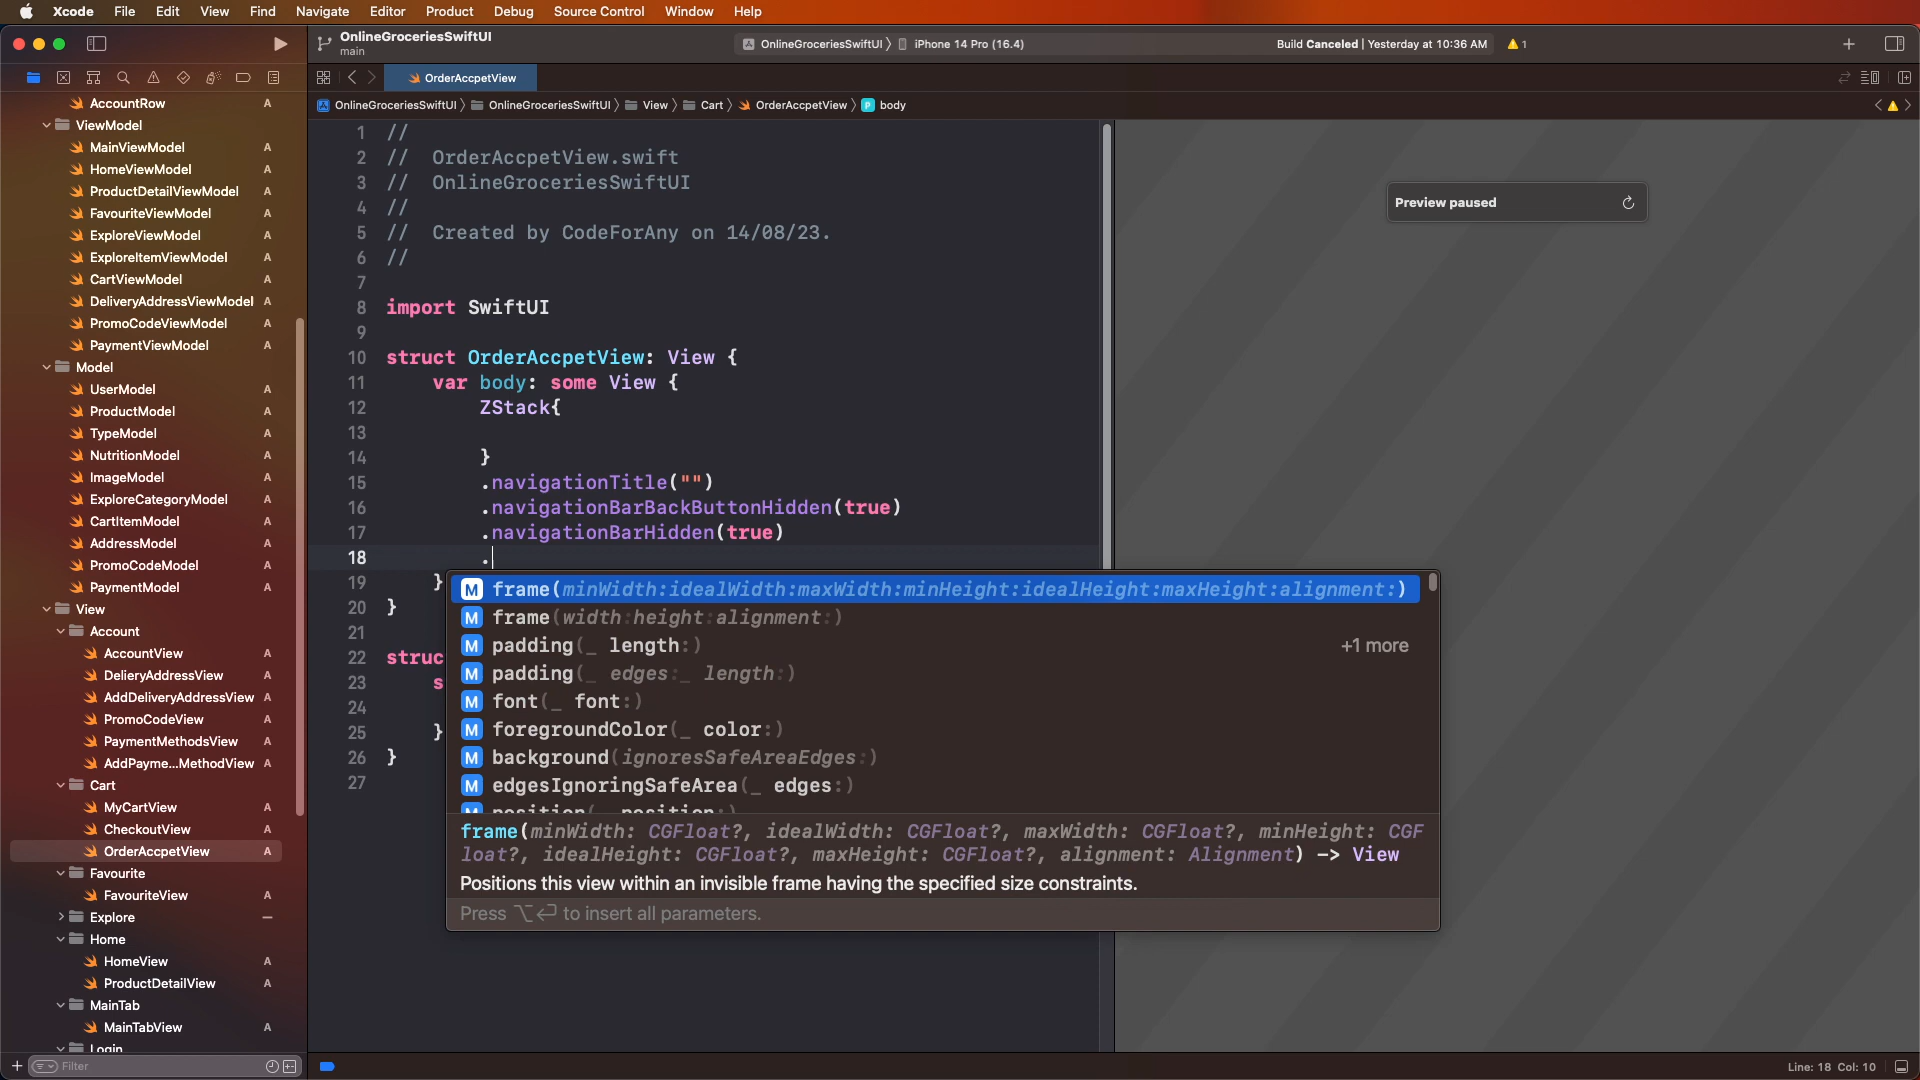 Xcode File Edit View Find Navigate Editor Product Debug Source Control Window Help
OnlineGroceriesSwiftUI
main
OnlineGroceriesSwiftUI iPhone 14 Pro (16.4)
Build Canceled | Yesterday at 10:36 AM 1
OrderAccpetView
OnlineGroceriesSwiftUI OnlineGroceriesSwiftUI View Cart OrderAccpetView P body
AccountRow A
ViewModel
MainViewModel A
HomeViewModel A
ProductDetailViewModel A
FavouriteViewModel A
ExploreViewModel A
ExploreItemViewModel A
CartViewModel A
DeliveryAddressViewModel A
PromoCodeViewModel A
PaymentViewModel A
Model
UserModel A
ProductModel A
TypeModel A
NutritionModel A
ImageModel A
ExploreCategoryModel A
CartItemModel A
AddressModel A
PromoCodeModel A
PaymentModel A
View
Account
AccountView A
DelieryAddressView A
AddDeliveryAddressView A
PromoCodeView A
PaymentMethodsView A
AddPayme...MethodView A
Cart
MyCartView A
CheckoutView A
OrderAccpetView A
Favourite
FavouriteView A
Explore
Home
HomeView A
ProductDetailView A
MainTab
MainTabView A
Login
Filter
1 //
2 // OrderAccpetView.swift
3 // OnlineGroceriesSwiftUI
4 //
5 // Created by CodeForAny on 14/08/23.
6 //
7
8 import SwiftUI
9
10 struct OrderAccpetView: View {
11 var body: some View {
12 ZStack{
13
14 }
15 .navigationTitle("")
16 .navigationBarBackButtonHidden(true)
17 .navigationBarHidden(true)
18 .
19 }
20 }
21
22 struc
23 s
24
25 }
26 }
27
M frame(minWidth:idealWidth:maxWidth:minHeight:idealHeight:maxHeight:alignment:)
M frame(width:height:alignment:)
M padding(_ length:) +1 more
M padding(_ edges:_ length:)
M font(_ font:)
M foregroundColor(_ color:)
M background(ignoresSafeAreaEdges:)
M edgesIgnoringSafeArea(_ edges:)
M position(_ position:)
frame(minWidth: CGFloat?, idealWidth: CGFloat?, maxWidth: CGFloat?, minHeight: CGF
loat?, idealHeight: CGFloat?, maxHeight: CGFloat?, alignment: Alignment) -> View
Positions this view within an invisible frame having the specified size constraints.
Press ⌥↩ to insert all parameters.
Preview paused
Line: 18 Col: 10